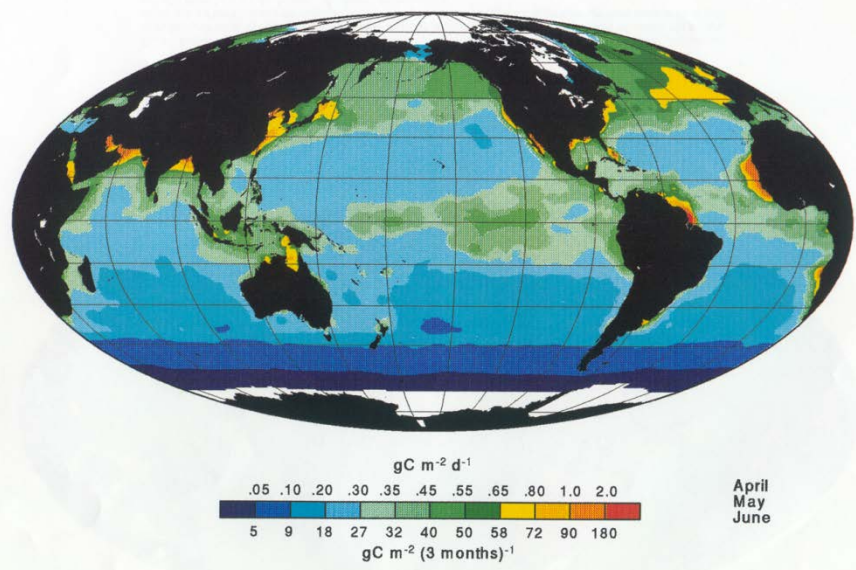 gC m-2 d-1
.05 .10 .20 .30 .35 .45 .55 .65 .80 1.0 2.0
5 9 18 27 32 40 50 58 72 90 180
gC m-2 (3 months)-1
April
May
June